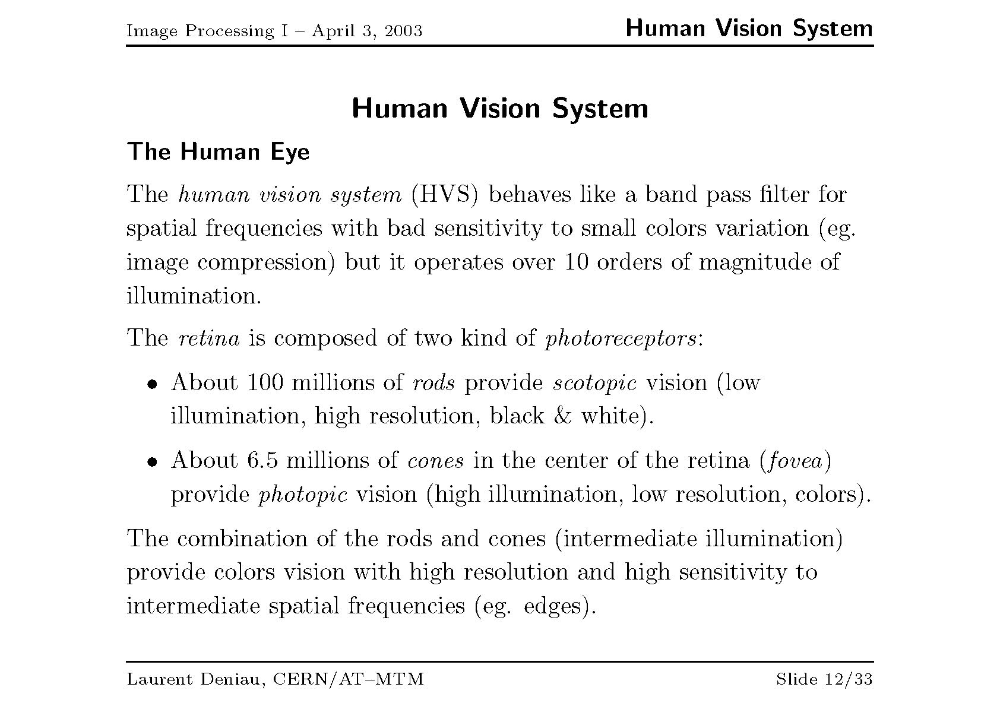 Image Processing I – April 3, 2003
Human Vision System
Human Vision System
The Human Eye
The human vision system (HVS) behaves like a band pass filter for
spatial frequencies with bad sensitivity to small colors variation (eg.
image compression) but it operates over 10 orders of magnitude of
illumination.
The retina is composed of two kind of photoreceptors:
• About 100 millions of rods provide scotopic vision (low
illumination, high resolution, black & white).
• About 6.5 millions of cones in the center of the retina (fovea)
provide photopic vision (high illumination, low resolution, colors).
The combination of the rods and cones (intermediate illumination)
provide colors vision with high resolution and high sensitivity to
intermediate spatial frequencies (eg. edges).
Laurent Deniau, CERN/AT–MTM
Slide 12/33